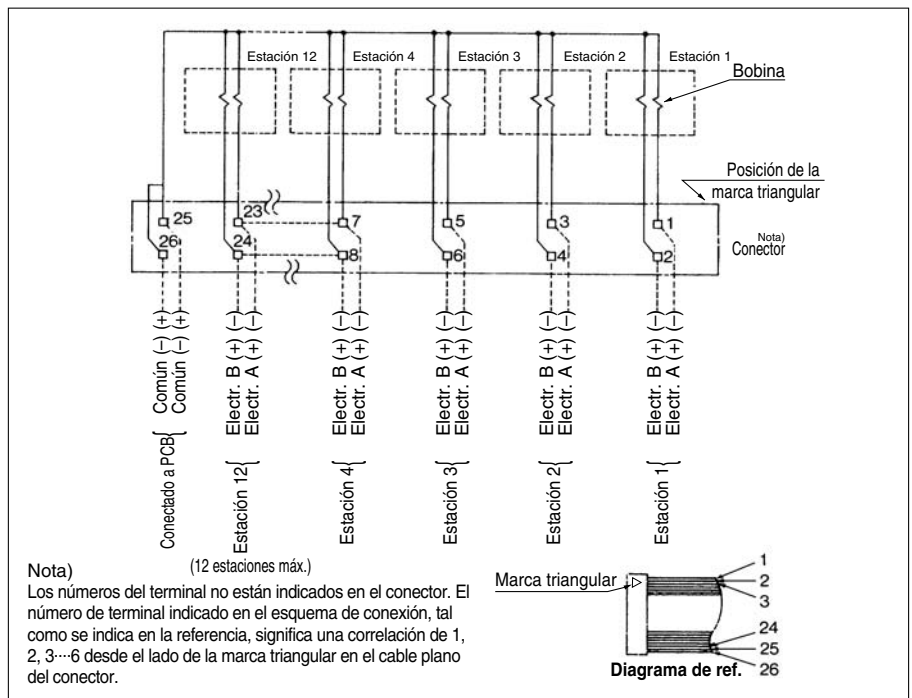 Estación 12 Estación 4 Estación 3 Estación 2 Estación 1
Bobina
Posición de la
marca triangular
25 23 7 5 3 1
26 24 8 6 4 2
Nota)
Conector
Común (–) (+)
Común (–) (+)
Conectado a PCB
Electr. B (+) (–)
Electr. A (+) (–)
Estación 12
Electr. B (+) (–)
Electr. A (+) (–)
Estación 4
Electr. B (+) (–)
Electr. A (+) (–)
Estación 3
Electr. B (+) (–)
Electr. A (+) (–)
Estación 2
Electr. B (+) (–)
Electr. A (+) (–)
Estación 1
(12 estaciones máx.)
Nota)
Los números del terminal no están indicados en el conector. El
número de terminal indicado en el esquema de conexión, tal
como se indica en la referencia, significa una correlación de 1,
2, 3····6 desde el lado de la marca triangular en el cable plano
del conector.
Marca triangular
1
2
3
24
25
26
Diagrama de ref.